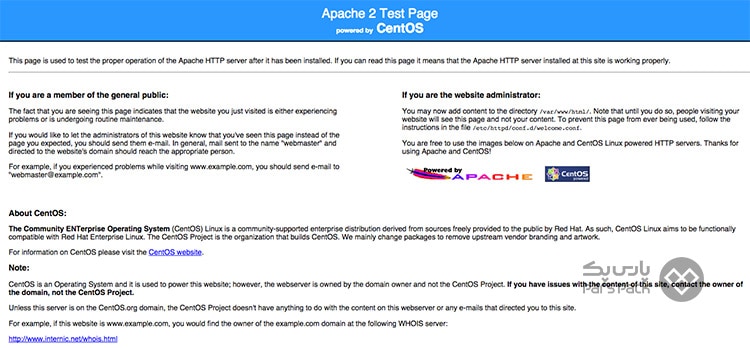 Apache 2 Test Page
powered by CentOS
This page is used to test the proper operation of the Apache HTTP server after it has been installed. If you can read this page it means that the Apache HTTP server installed at this site is working properly.
If you are a member of the general public:
The fact that you are seeing this page indicates that the website you just visited is either experiencing
problems or is undergoing routine maintenance.
If you would like to let the administrators of this website know that you've seen this page instead of the
page you expected, you should send them e-mail. In general, mail sent to the name "webmaster" and
directed to the website's domain should reach the appropriate person.
For example, if you experienced problems while visiting www.example.com, you should send e-mail to
"webmaster@example.com".
If you are the website administrator:
You may now add content to the directory /var/www/html/. Note that until you do so, people visiting your
website will see this page and not your content. To prevent this page from ever being used, follow the
instructions in the file /etc/httpd/conf.d/welcome.conf.
You are free to use the images below on Apache and CentOS Linux powered HTTP servers. Thanks for
using Apache and CentOS!
Powered by
APACHE
CentOS
About CentOS:
The Community ENTerprise Operating System (CentOS) Linux is a community-supported enterprise distribution derived from sources freely provided to the public by Red Hat. As such, CentOS Linux aims to be functionally
compatible with Red Hat Enterprise Linux. The CentOS Project is the organization that builds CentOS. We mainly change packages to remove upstream vendor branding and artwork.
For information on CentOS please visit the CentOS website.
Note:
CentOS is an Operating System and it is used to power this website; however, the webserver is owned by the domain owner and not the CentOS Project. If you have issues with the content of this site, contact the owner of
the domain, not the CentOS Project.
Unless this server is on the CentOS.org domain, the CentOS Project doesn't have anything to do with the content on this webserver or any e-mails that directed you to this site.
For example, if this website is www.example.com, you would find the owner of the example.com domain at the following WHOIS server:
http://www.internic.net/whois.html
پارس پک
ParsPack